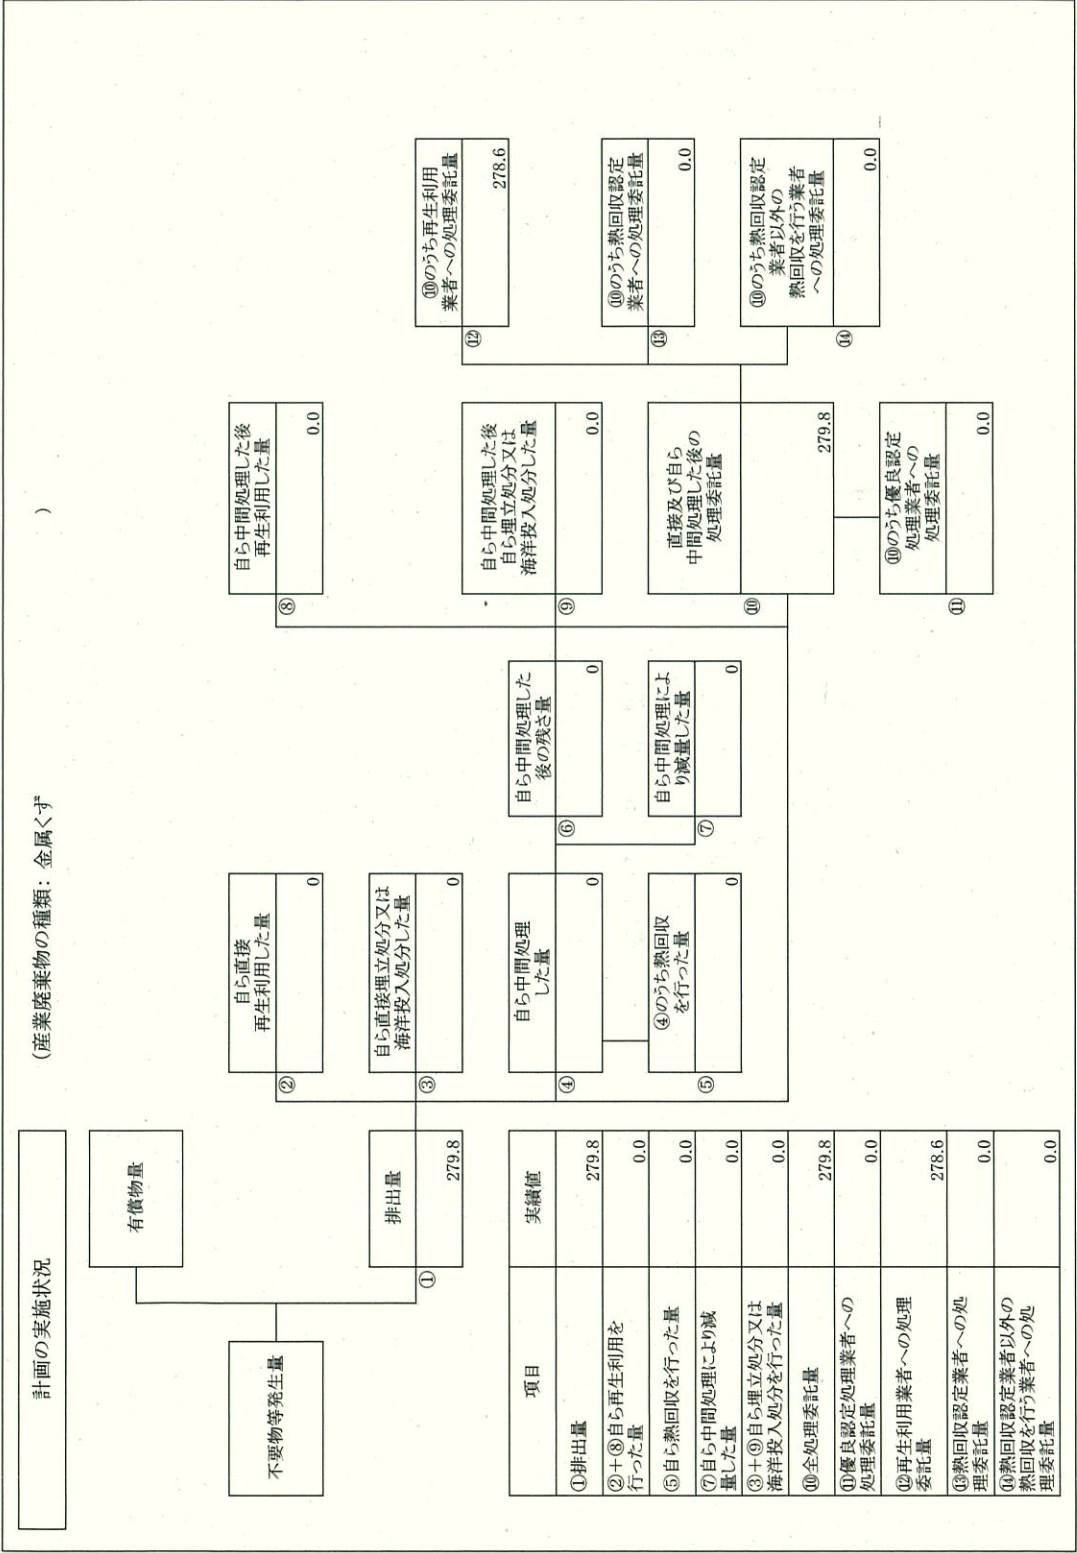 計画の実施状況
(産業廃棄物の種類: 金属くず )
不要物等発生量
有償物量
①
排出量
279.8
②
自ら直接
再生利用した量
0
③
自ら直接埋立処分又は
海洋投入処分した量
0
④
自ら中間処理
した量
0
⑤
④のうち熱回収
を行った量
0
⑥
自ら中間処理した
後の残さ量
0
⑦
自ら中間処理によ
り減量した量
0
⑧
自ら中間処理した後
再生利用した量
0.0
⑨
自ら中間処理した後
自ら埋立処分又は
海洋投入処分した量
0.0
⑩
直接及び自ら
中間処理した後の
処理委託量
279.8
⑪
⑩のうち優良認定
処理業者への
処理委託量
0.0
⑫
⑩のうち再生利用
業者への処理委託量
278.6
⑬
⑩のうち熱回収認定
業者への処理委託量
0.0
⑭
⑩のうち熱回収認定
業者以外の
熱回収を行う業者
への処理委託量
0.0
項目 実績値
①排出量 279.8
②+⑧自ら再生利用を
行った量 0.0
⑤自ら熱回収を行った量 0.0
⑦自ら中間処理により減
量した量 0.0
③+⑨自ら埋立処分又は
海洋投入処分を行った量 0.0
⑩全処理委託量 279.8
⑪優良認定処理業者への
処理委託量 0.0
⑫再生利用業者への処理
委託量 278.6
⑬熱回収認定業者への処
理委託量 0.0
⑭熱回収認定業者以外の
熱回収を行う業者への処
理委託量 0.0